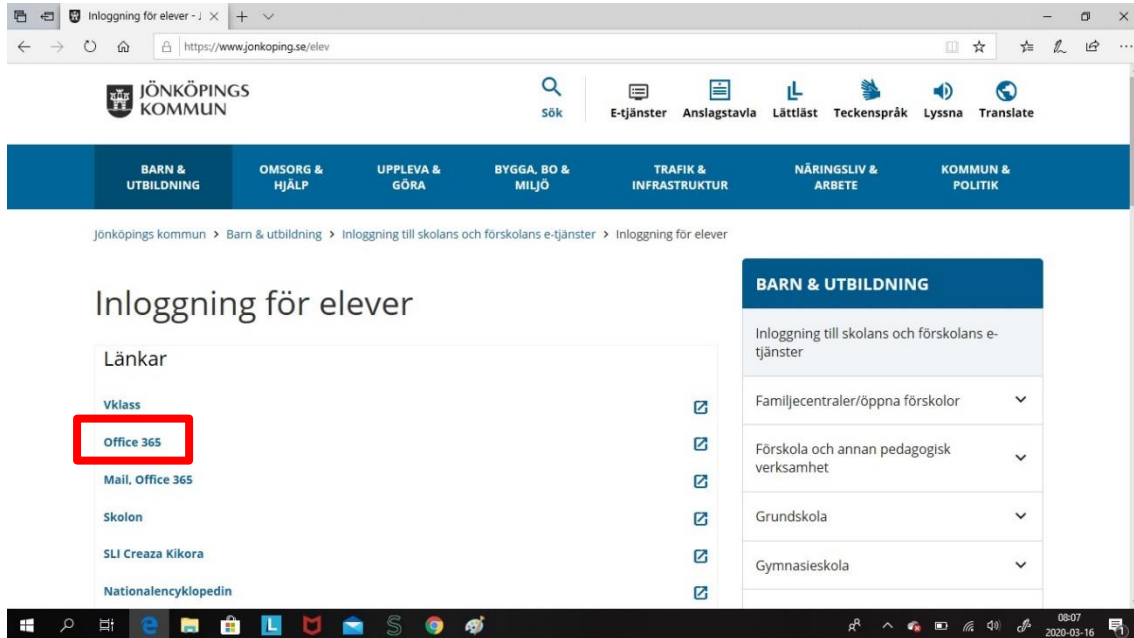 Inloggning för elever - J
https://www.jonkoping.se/elev
JÖNKÖPINGS
KOMMUN
Sök
E-tjänster
Anslagstavla
Lättläst
Teckenspråk
Lyssna
Translate
BARN &
UTBILDNING
OMSORG &
HJÄLP
UPPLEVA &
GÖRA
BYGGA, BO &
MILJÖ
TRAFIK &
INFRASTRUKTUR
NÄRINGSLIV &
ARBETE
KOMMUN &
POLITIK
Jönköpings kommun > Barn & utbildning > Inloggning till skolans och förskolans e-tjänster > Inloggning för elever
Inloggning för elever
Länkar
Vklass
Office 365
Mail, Office 365
Skolon
SLI Creaza Kikora
Nationalencyklopedin
BARN & UTBILDNING
Inloggning till skolans och förskolans e-
tjänster
Familjecentraler/öppna förskolor
Förskola och annan pedagogisk
verksamhet
Grundskola
Gymnasieskola
08:07
2020-03-16